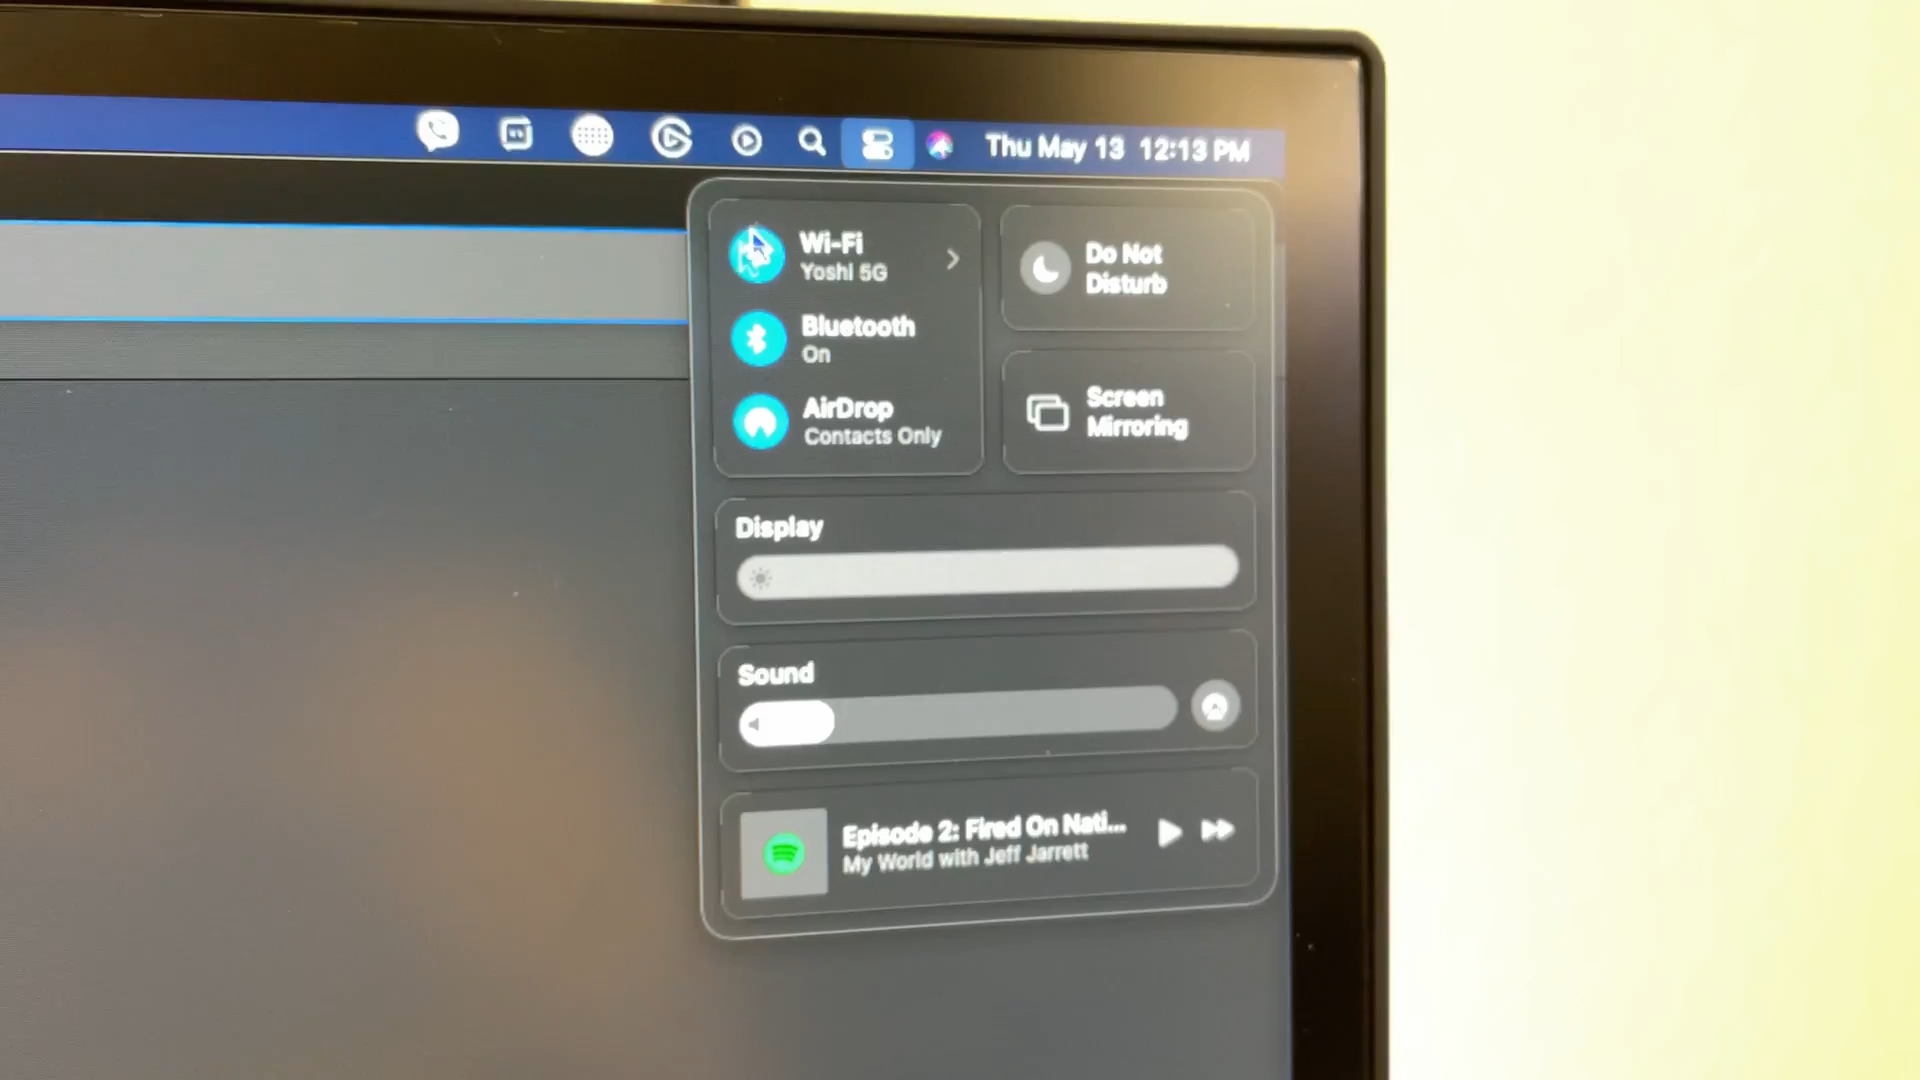 Thu May 13 12:13 PM
Wi-Fi
Yoshi 5G
Do Not
Disturb
Bluetooth
On
AirDrop
Contacts Only
Screen
Mirroring
Display
Sound
Episode 2: Fired On Nati...
My World with Jeff Jarrett